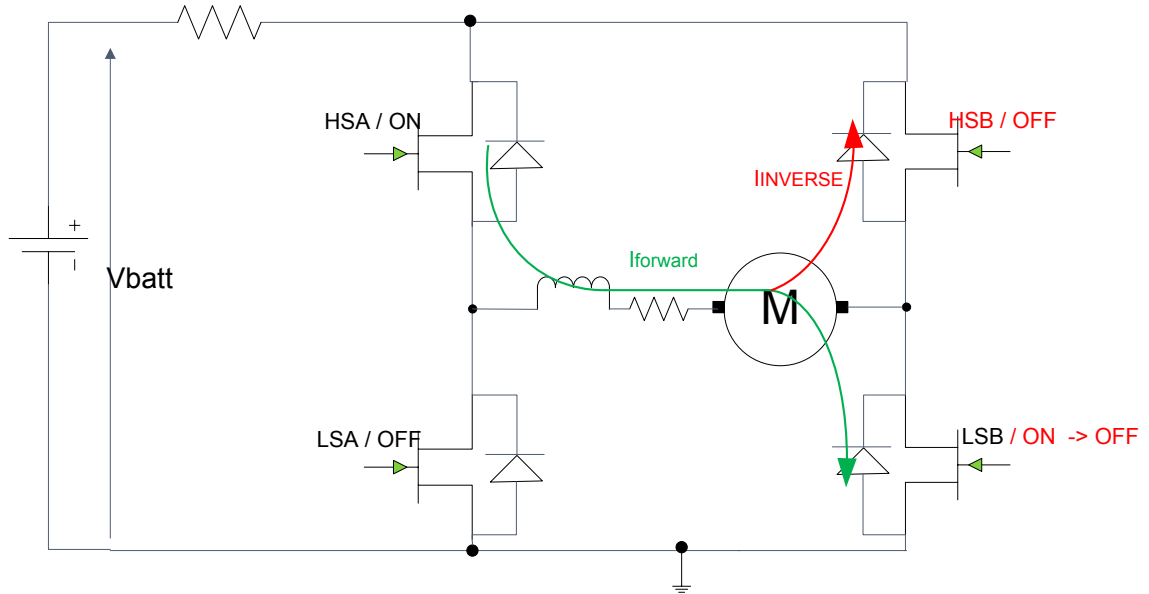 HSA / ON
HSB / OFF
IINVERSE
+
Iforward
Vbatt
M
LSA / OFF
LSB / ON -> OFF